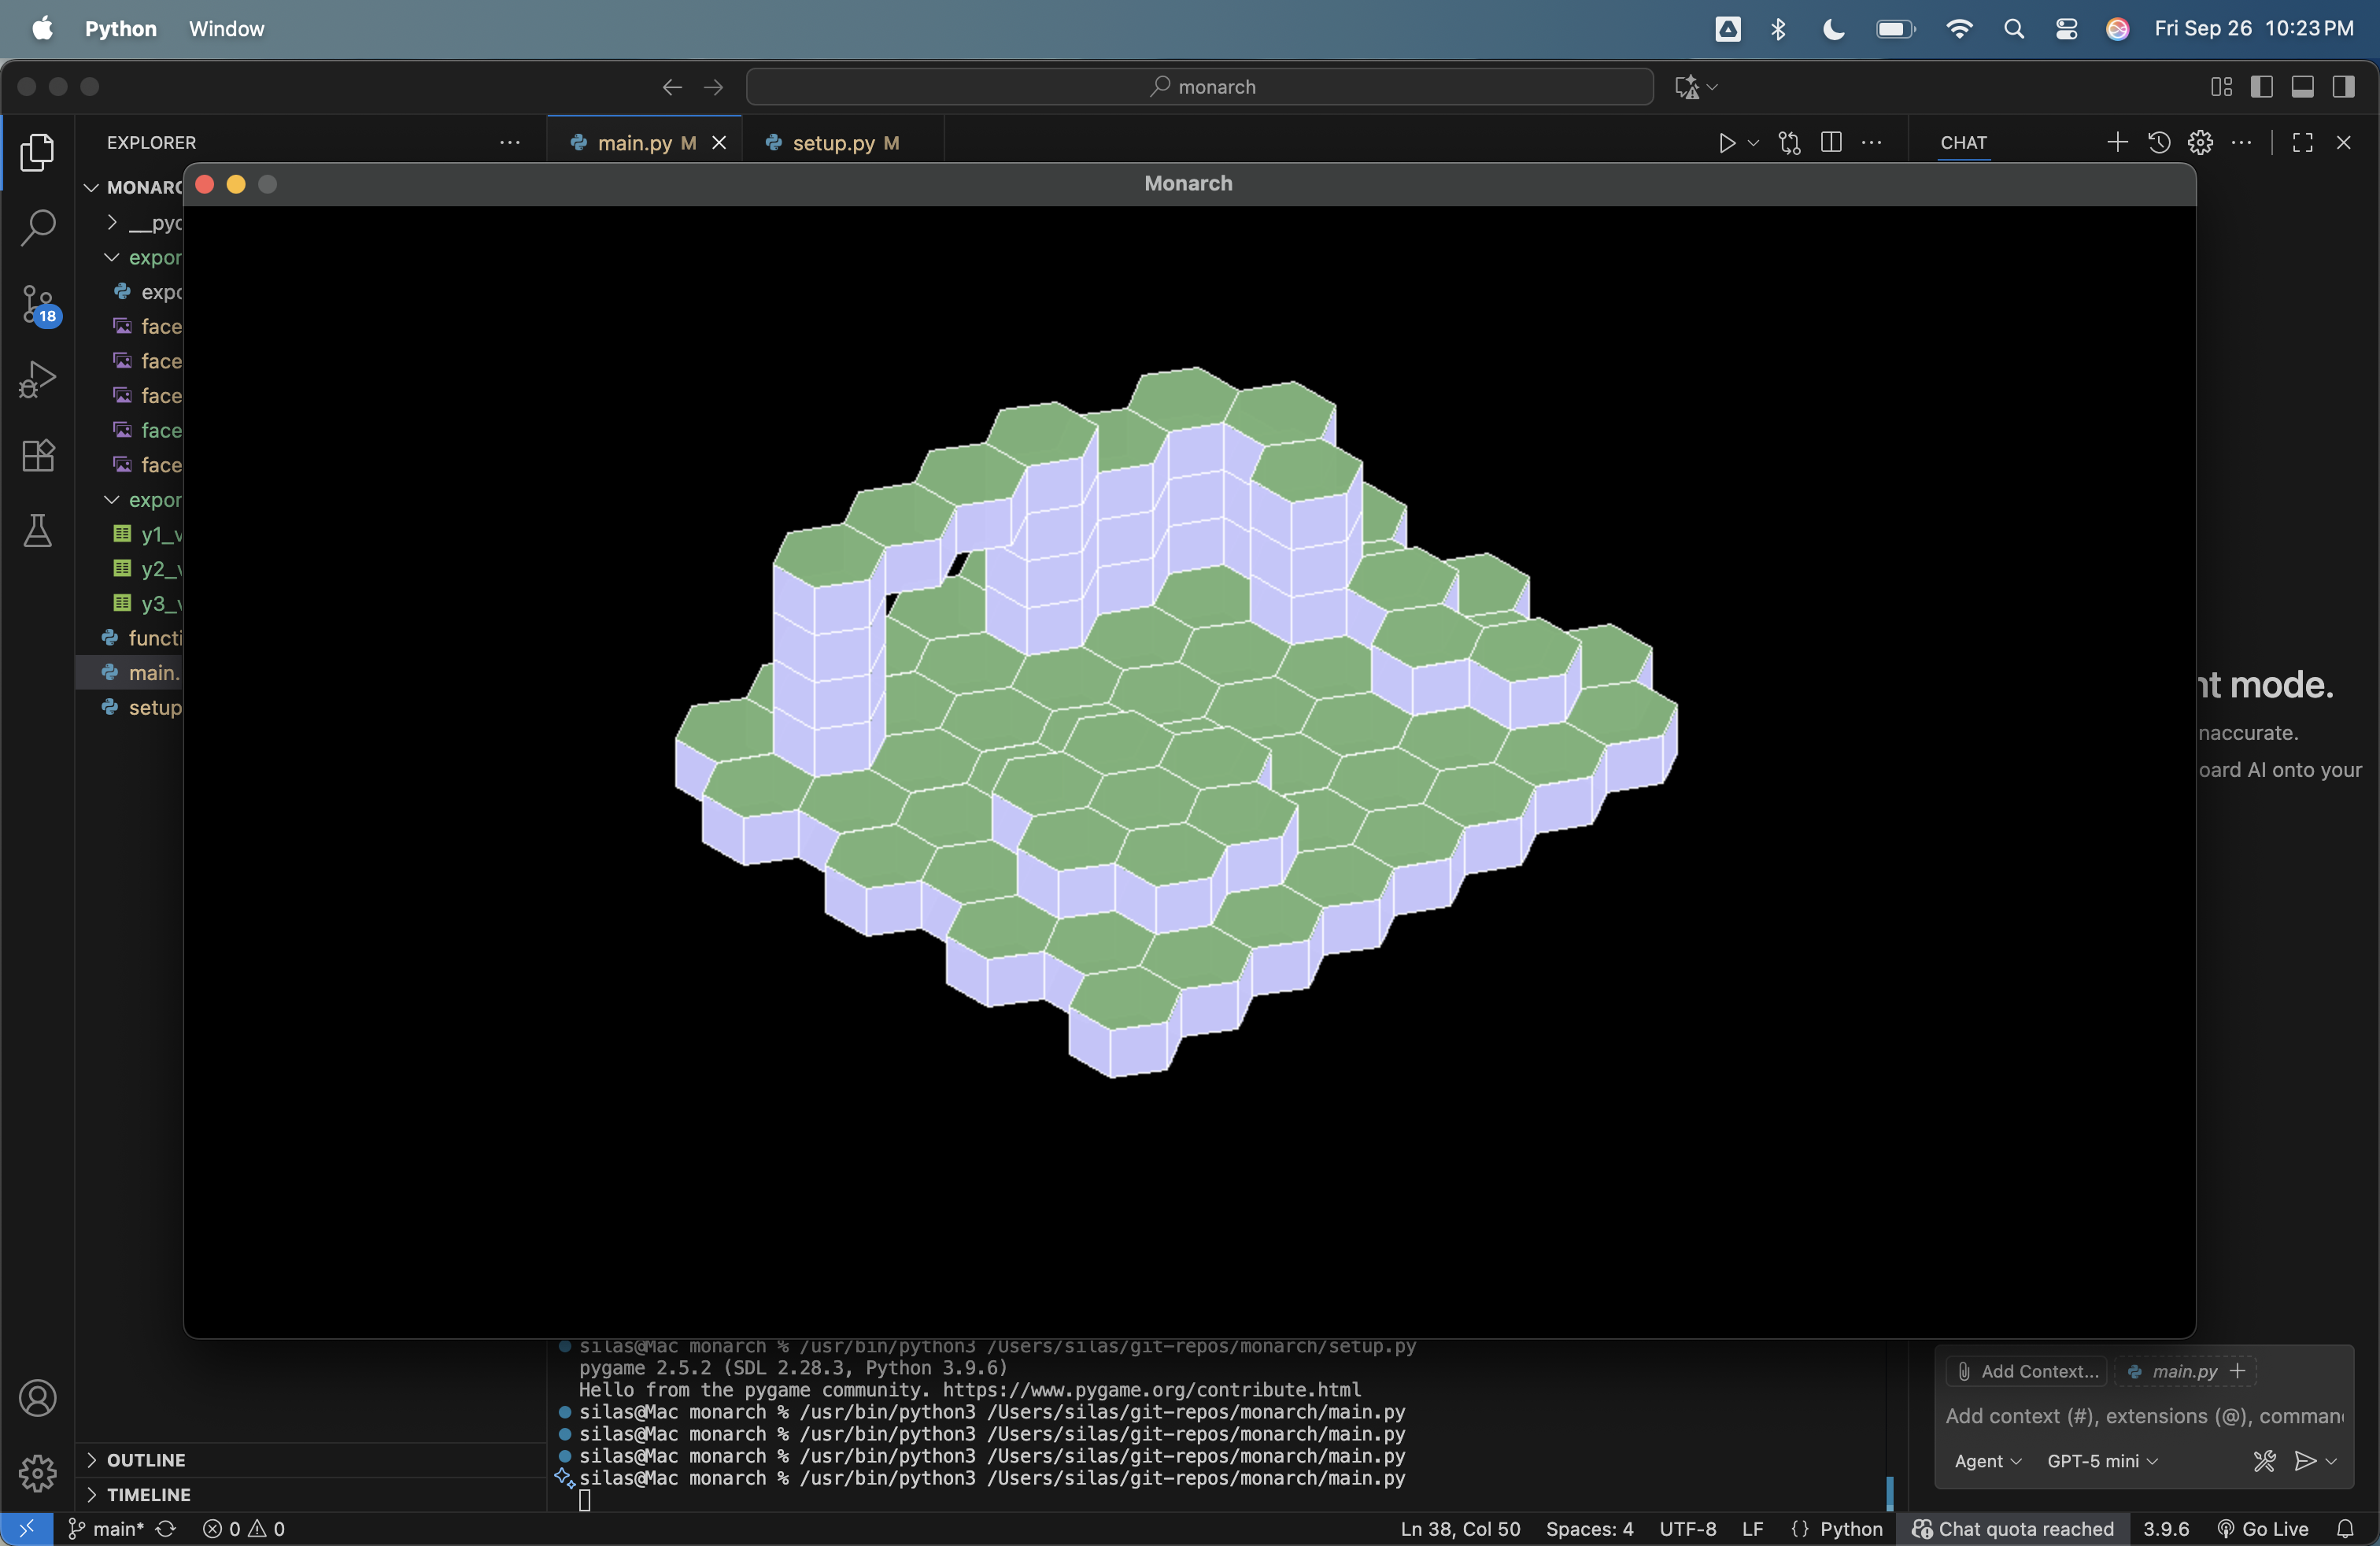 Python Window Fri Sep 26 10:23 PM
monarch
EXPLORER
main.py M
setup.py M
CHAT
Monarch
MONARC
__pyc
expor
expo
face
face
face
face
face
expor
y1_v
y2_v
y3_v
functi
main.
setup
18
nt mode.
naccurate.
oard AI onto your
silas@Mac monarch % /usr/bin/python3 /Users/silas/git-repos/monarch/setup.py
pygame 2.5.2 (SDL 2.28.3, Python 3.9.6)
Hello from the pygame community. https://www.pygame.org/contribute.html
silas@Mac monarch % /usr/bin/python3 /Users/silas/git-repos/monarch/main.py
silas@Mac monarch % /usr/bin/python3 /Users/silas/git-repos/monarch/main.py
silas@Mac monarch % /usr/bin/python3 /Users/silas/git-repos/monarch/main.py
silas@Mac monarch % /usr/bin/python3 /Users/silas/git-repos/monarch/main.py
Add Context... main.py
Add context (#), extensions (@), comman
Agent GPT-5 mini
OUTLINE
TIMELINE
main* 0 0 Ln 38, Col 50 Spaces: 4 UTF-8 LF {} Python Chat quota reached 3.9.6 Go Live